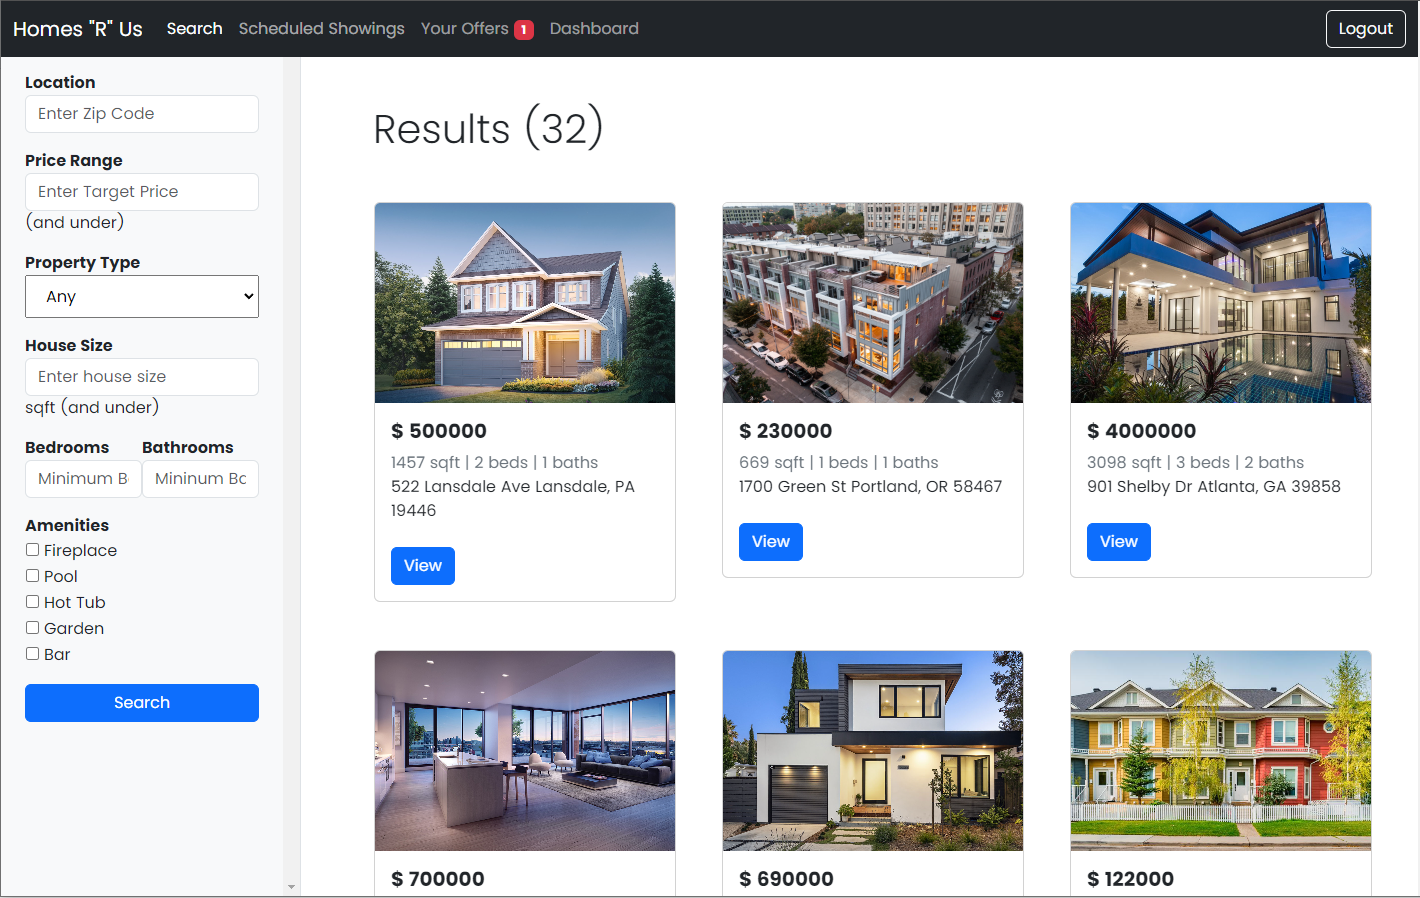 Homes "R" Us Search Scheduled Showings Your Offers 1 Dashboard Logout
Location
Enter Zip Code
Price Range
Enter Target Price
(and under)
Property Type
Any
House Size
Enter house size
sqft (and under)
Bedrooms Bathrooms
Minimum B Mininum Bc
Amenities
Fireplace
Pool
Hot Tub
Garden
Bar
Search
Results (32)
$ 500000
1457 sqft | 2 beds | 1 baths
522 Lansdale Ave Lansdale, PA
19446
View
$ 230000
669 sqft | 1 beds | 1 baths
1700 Green St Portland, OR 58467
View
$ 4000000
3098 sqft | 3 beds | 2 baths
901 Shelby Dr Atlanta, GA 39858
View
$ 700000
$ 690000
$ 122000